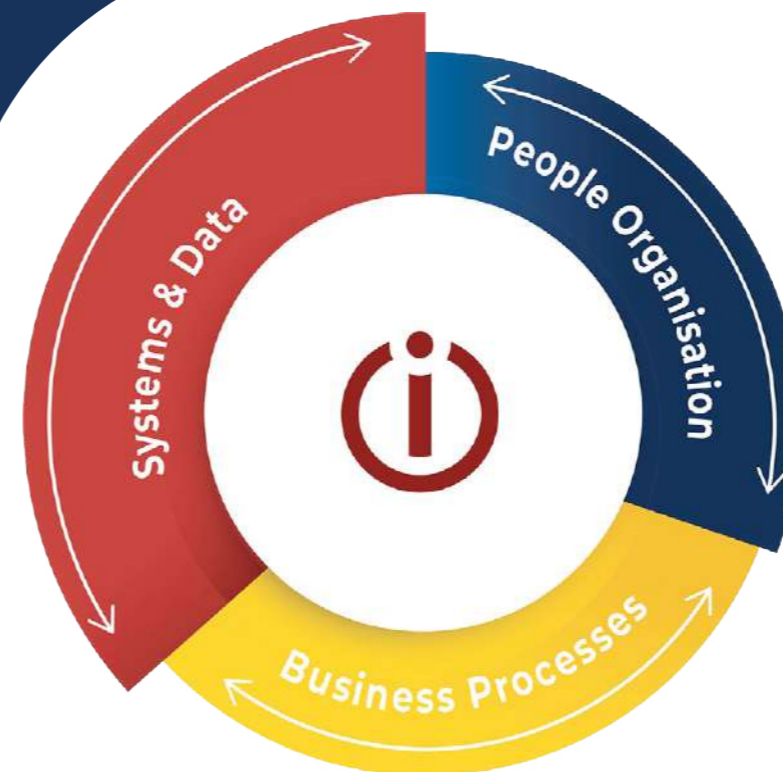 Systems & Data
People Organisation
Business Processes
i